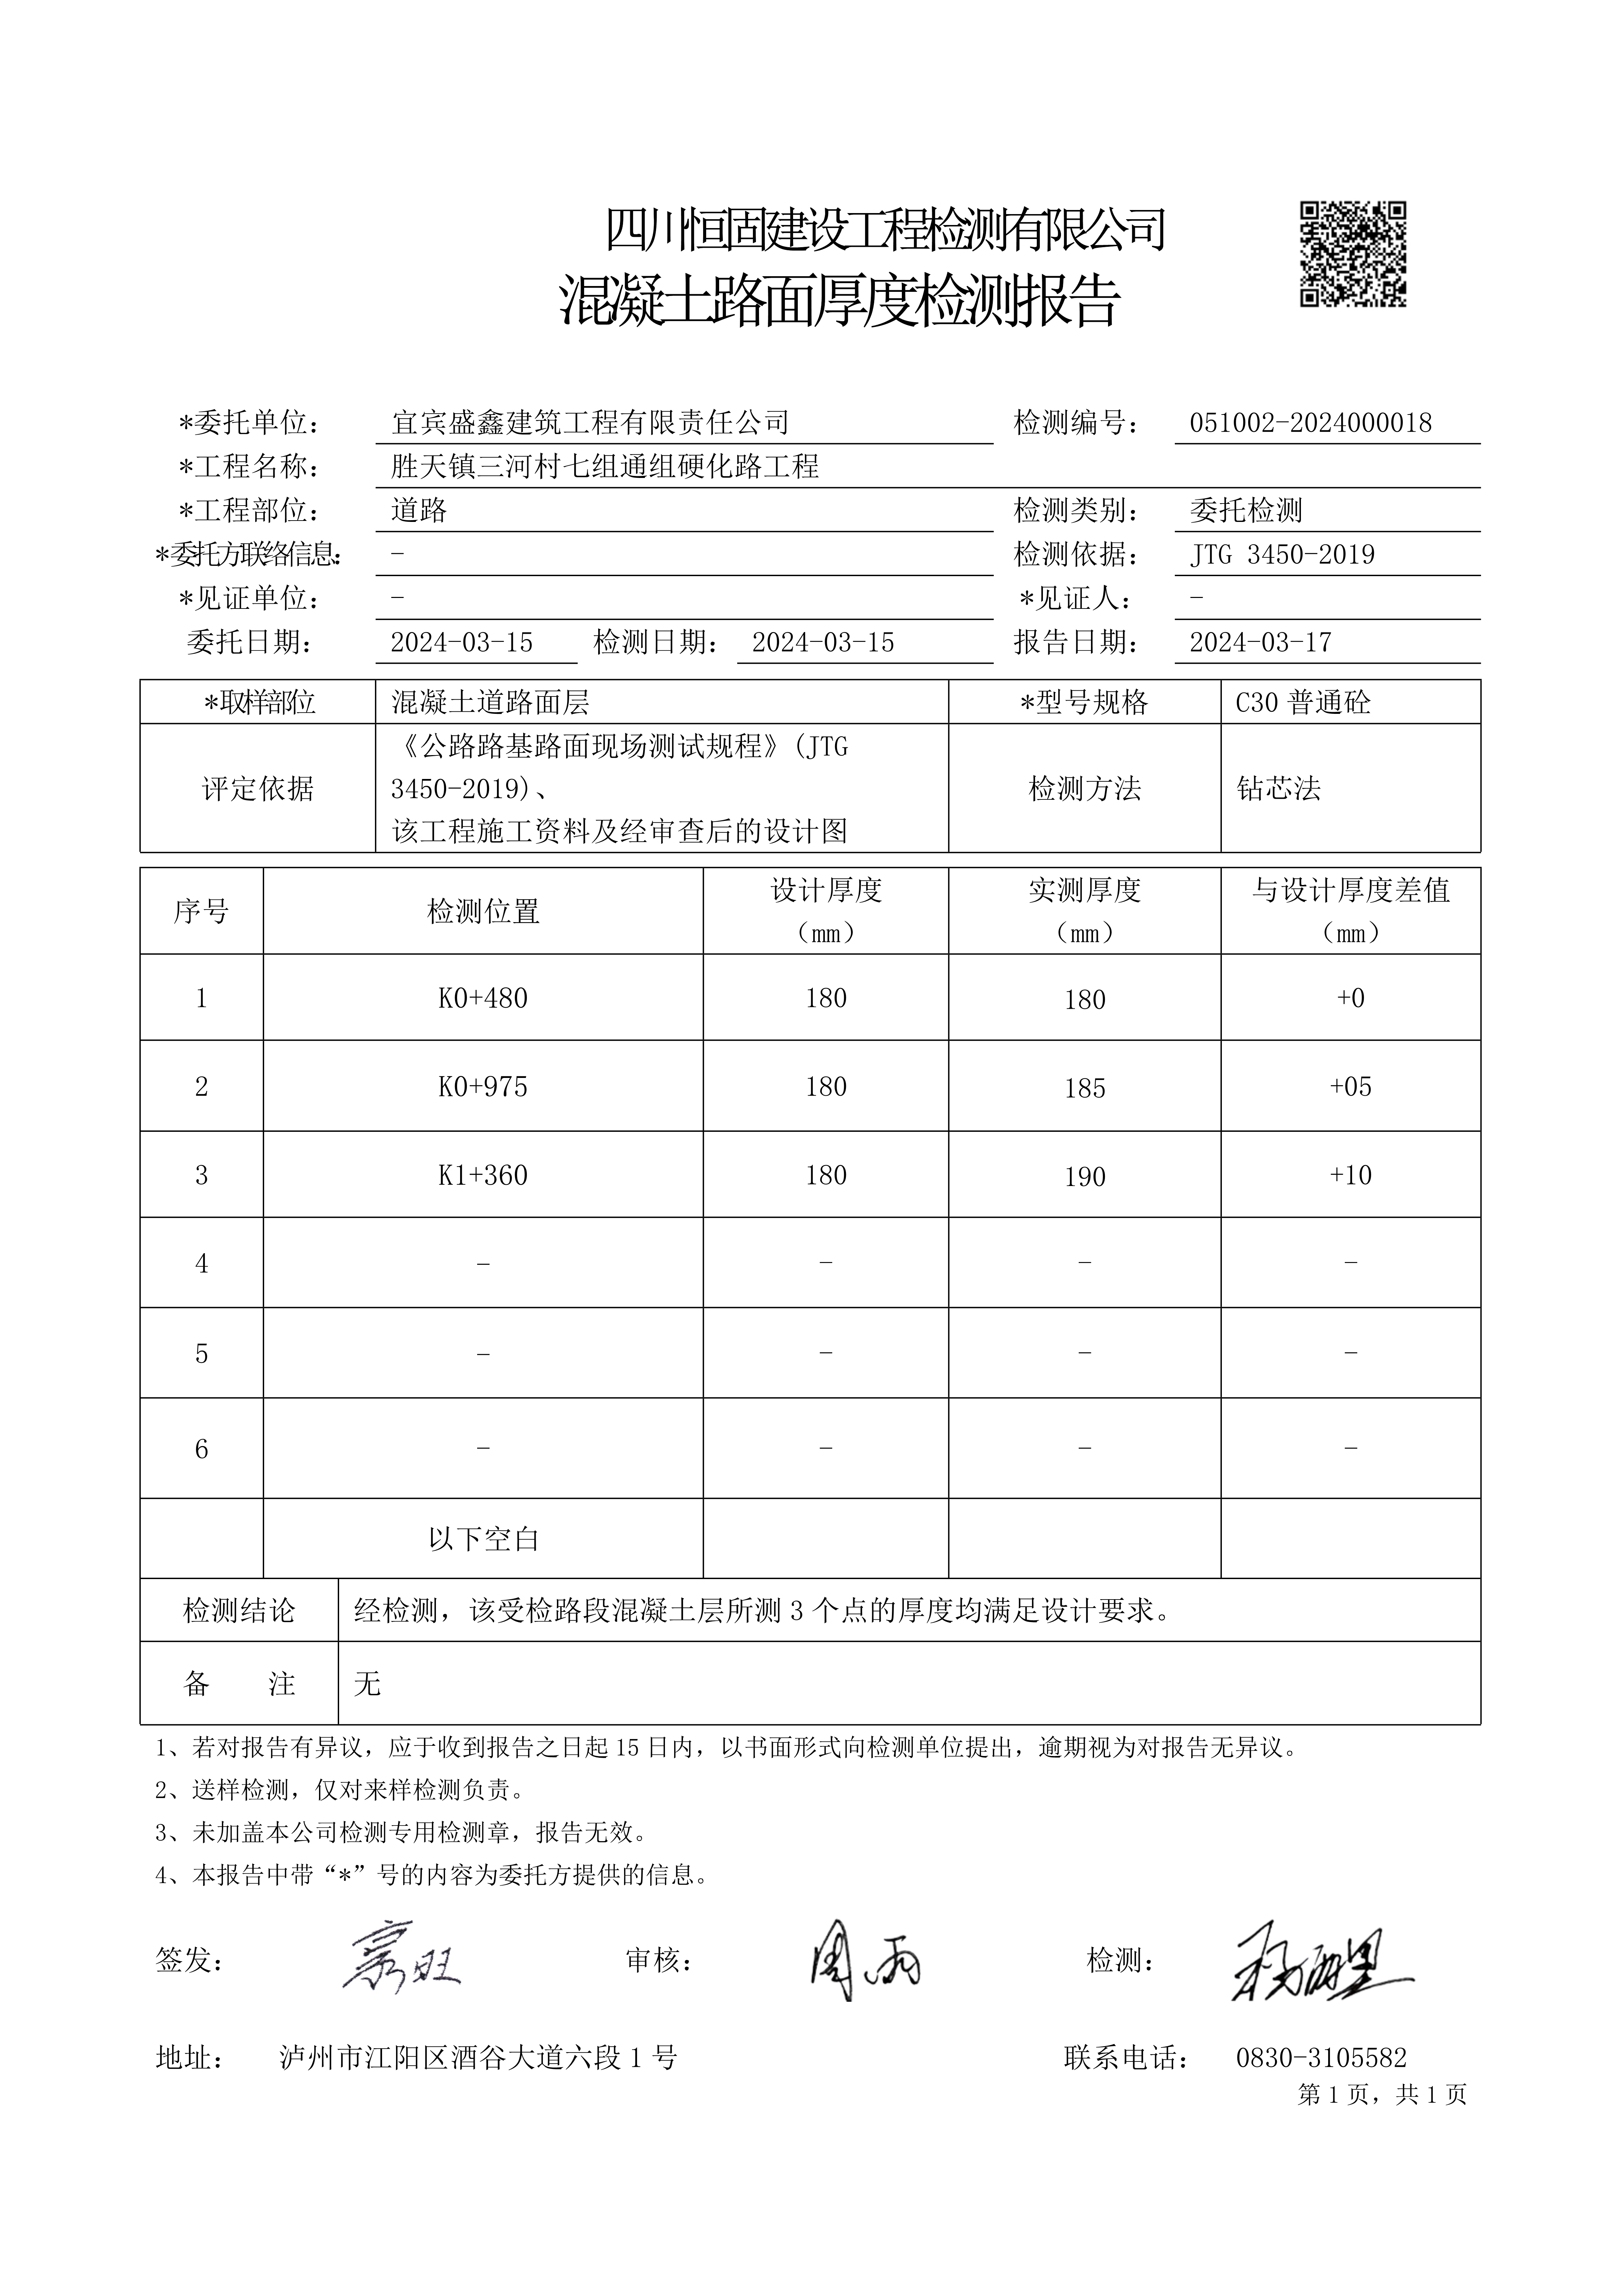 四川恒固建设工程检测有限公司
混凝土路面厚度检测报告
*委托单位： 宜宾盛鑫建筑工程有限责任公司 检测编号： 051002-2024000018
*工程名称： 胜天镇三河村七组通组硬化路工程
*工程部位： 道路 检测类别： 委托检测
*委托方联络信息： - 检测依据： JTG 3450-2019
*见证单位： - *见证人： -
委托日期： 2024-03-15 检测日期： 2024-03-15 报告日期： 2024-03-17
*取样部位 混凝土道路面层 *型号规格 C30 普通砼
评定依据 《公路路基路面现场测试规程》(JTG
3450-2019)、
该工程施工资料及经审查后的设计图 检测方法 钻芯法
序号 检测位置 设计厚度（mm） 实测厚度（mm） 与设计厚度差值（mm）
1 K0+480 180 180 +0
2 K0+975 180 185 +05
3 K1+360 180 190 +10
4 - - - -
5 - - - -
6 - - - -
以下空白
检测结论 经检测，该受检路段混凝土层所测 3 个点的厚度均满足设计要求。
备 注 无
1、若对报告有异议，应于收到报告之日起 15 日内，以书面形式向检测单位提出，逾期视为对报告无异议。
2、送样检测，仅对来样检测负责。
3、未加盖本公司检测专用检测章，报告无效。
4、本报告中带“*”号的内容为委托方提供的信息。
签发： 审核： 周雨 检测：
地址： 泸州市江阳区酒谷大道六段 1 号 联系电话： 0830-3105582
第 1 页，共 1 页